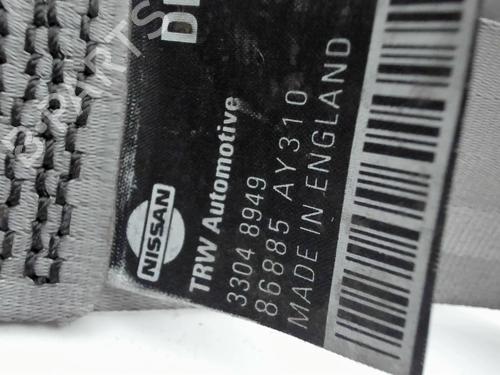 NISSAN
TRW Automotive
3304 8949
86885 AY310
MADE IN ENGLAND